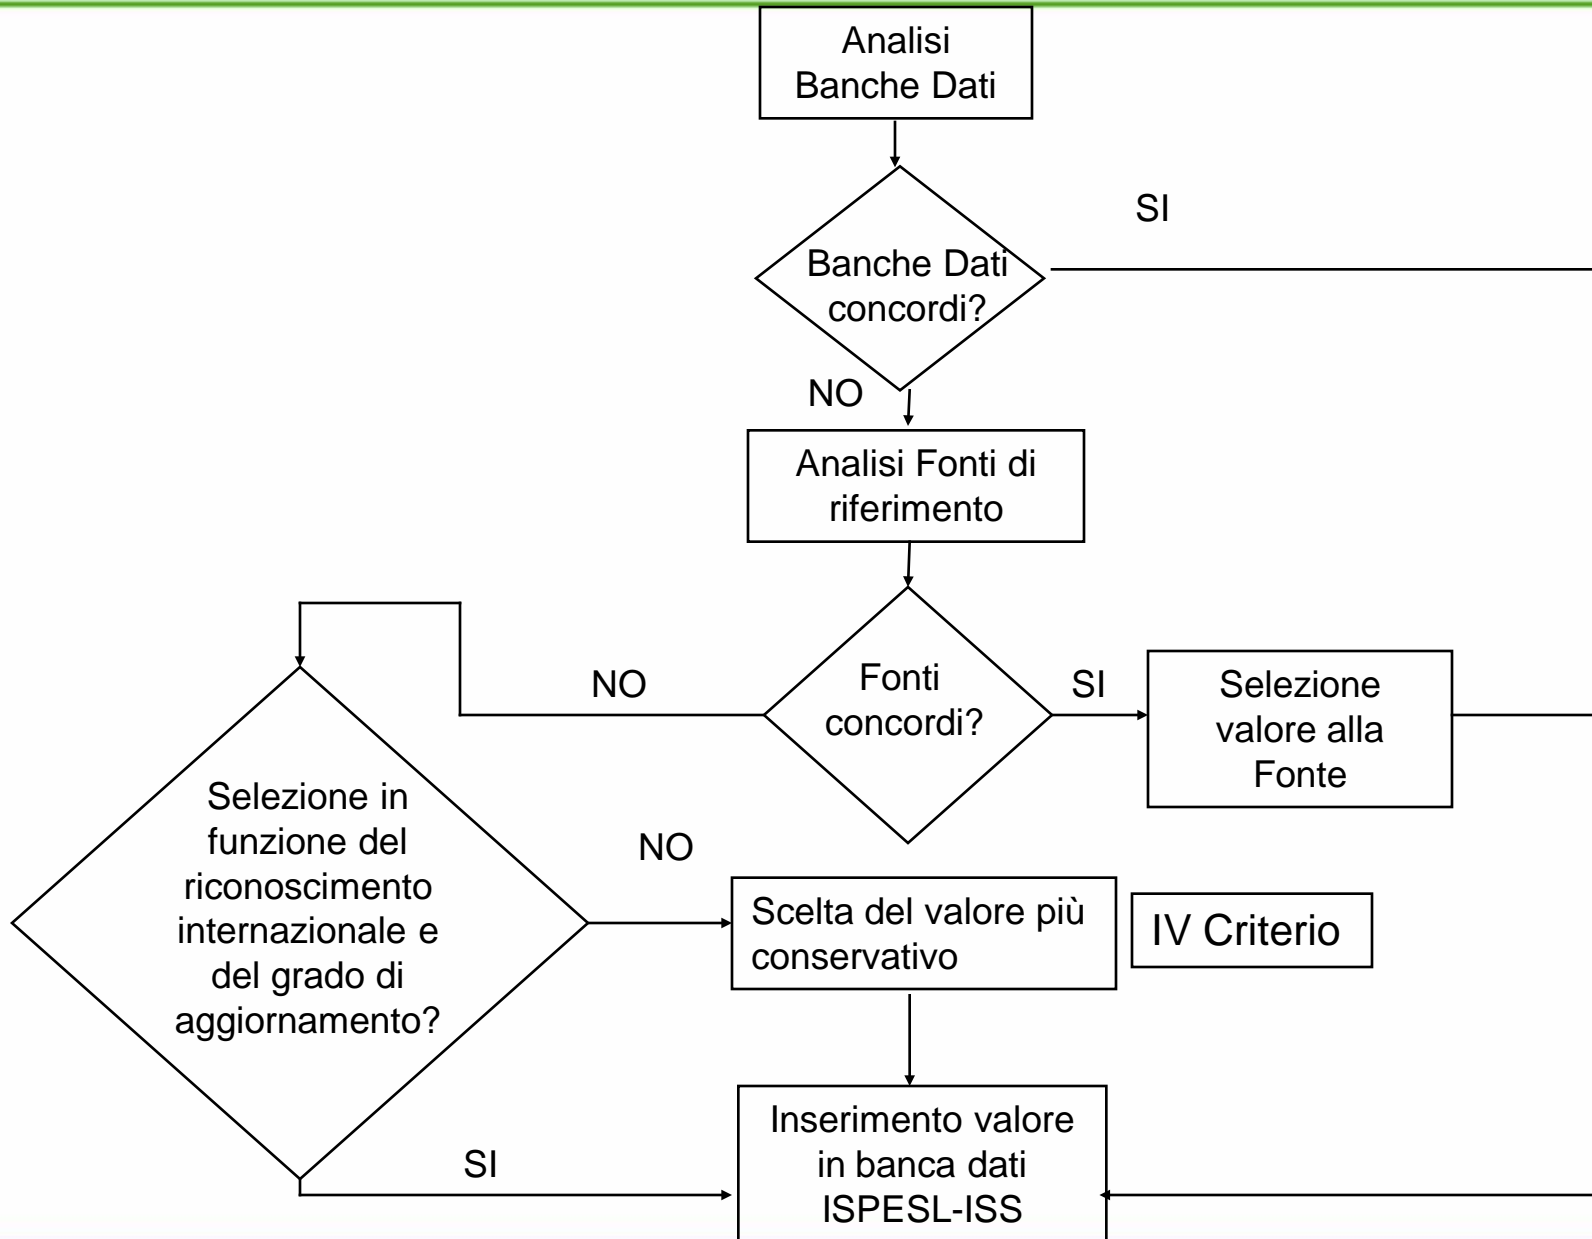 Analisi
Banche Dati
SI
Banche Dati
concordi?
NO
Analisi Fonti di
riferimento
NO
Fonti
concordi?
SI
Selezione
valore alla
Fonte
Selezione in
funzione del
riconoscimento
internazionale e
del grado di
aggiornamento?
NO
Scelta del valore più
conservativo
IV Criterio
SI
Inserimento valore
in banca dati
ISPESL-ISS